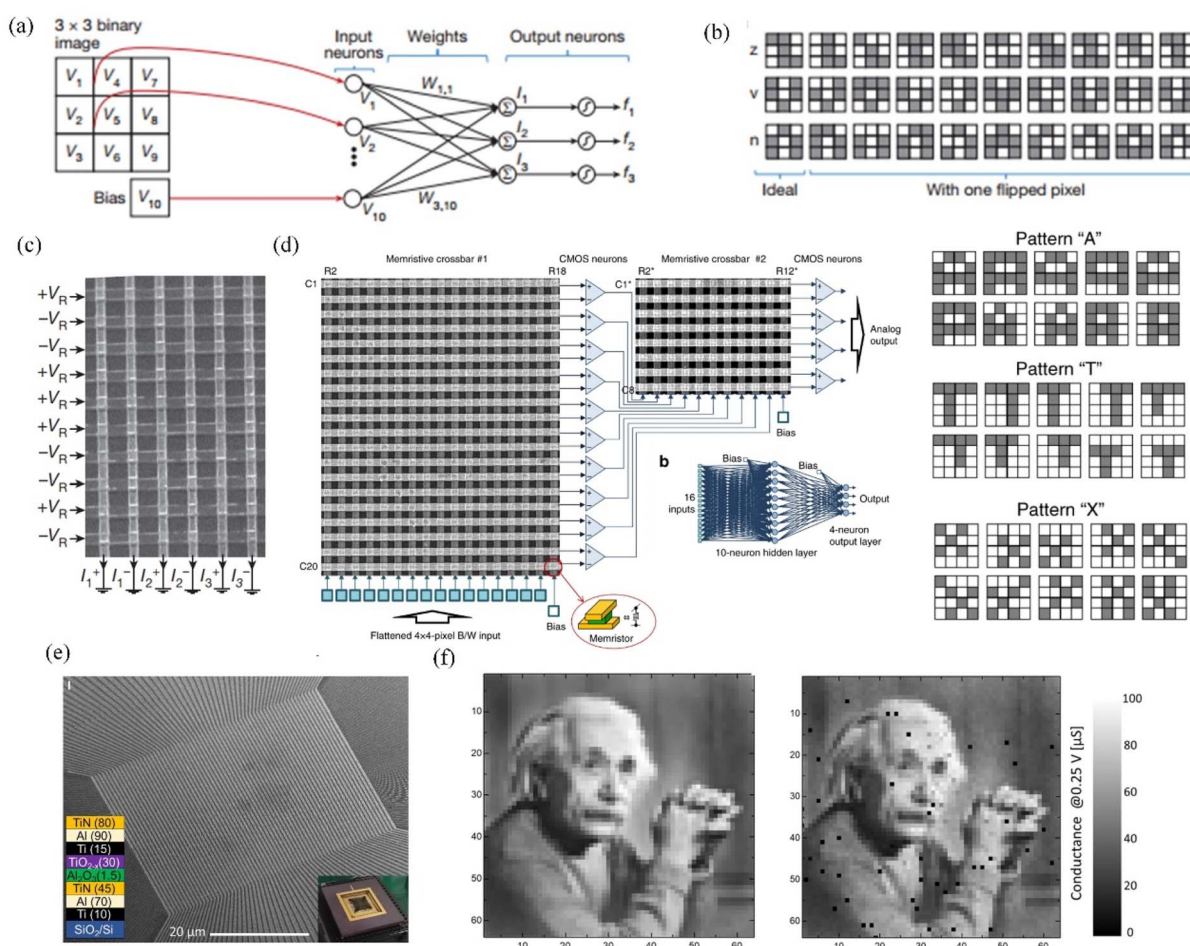 (a)
3 × 3 binary
image
V1 V4 V7
V2 V5 V8
V3 V6 V9
Bias V10
Input
neurons
Weights
Output neurons
V1
V2
V10
W1,1
W3,10
I1
I2
I3
Σ
Σ
Σ
f1
f2
f3
(b)
z
v
n
Ideal
With one flipped pixel
(c)
+VR
−VR
−VR
+VR
+VR
+VR
−VR
−VR
+VR
−VR
I1+ I1− I2+ I2− I3+ I3−
(d)
R2 Memristive crossbar #1 R18
CMOS neurons
R2* Memristive crossbar #2 R12*
CMOS neurons
C1
C20
C1*
C8
Analog
output
Bias
Flattened 4×4-pixel B/W input
Bias
Memristor
b
Bias
Bias
16
inputs
Output
4-neuron
output layer
10-neuron hidden layer
Pattern “A”
Pattern “T”
Pattern “X”
(e)
TiN (80)
Al (90)
Ti (15)
TiO2-x(30)
Al2O3(1.5)
TiN (45)
Al (70)
Ti (10)
SiO2/Si
20 μm
(f)
10
20
30
40
50
60
10 20 30 40 50 60
10
20
30
40
50
60
10 20 30 40 50 60
100
80
60
40
20
0
Conductance @0.25 V [μS]